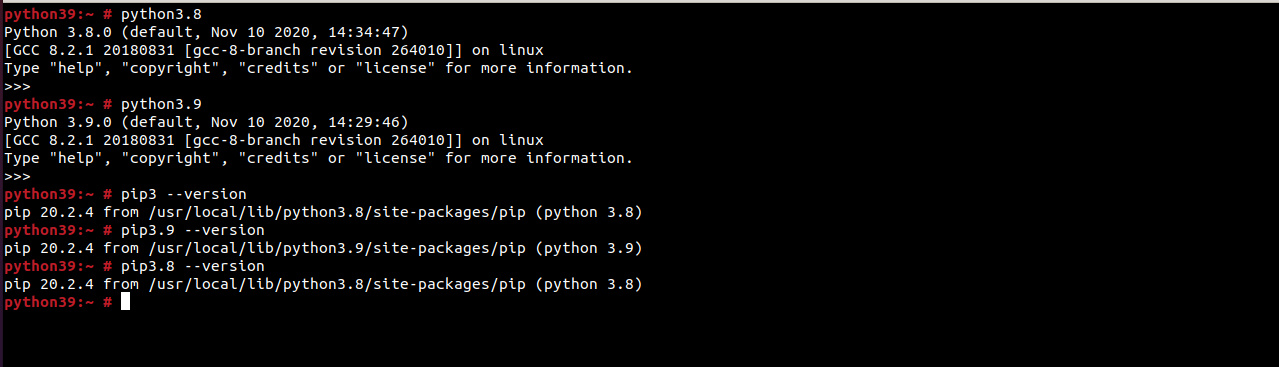 python39:~ # python3.8
Python 3.8.0 (default, Nov 10 2020, 14:34:47)
[GCC 8.2.1 20180831 [gcc-8-branch revision 264010]] on linux
Type "help", "copyright", "credits" or "license" for more information.
>>>
python39:~ # python3.9
Python 3.9.0 (default, Nov 10 2020, 14:29:46)
[GCC 8.2.1 20180831 [gcc-8-branch revision 264010]] on linux
Type "help", "copyright", "credits" or "license" for more information.
>>>
python39:~ # pip3 --version
pip 20.2.4 from /usr/local/lib/python3.8/site-packages/pip (python 3.8)
python39:~ # pip3.9 --version
pip 20.2.4 from /usr/local/lib/python3.9/site-packages/pip (python 3.9)
python39:~ # pip3.8 --version
pip 20.2.4 from /usr/local/lib/python3.8/site-packages/pip (python 3.8)
python39:~ #